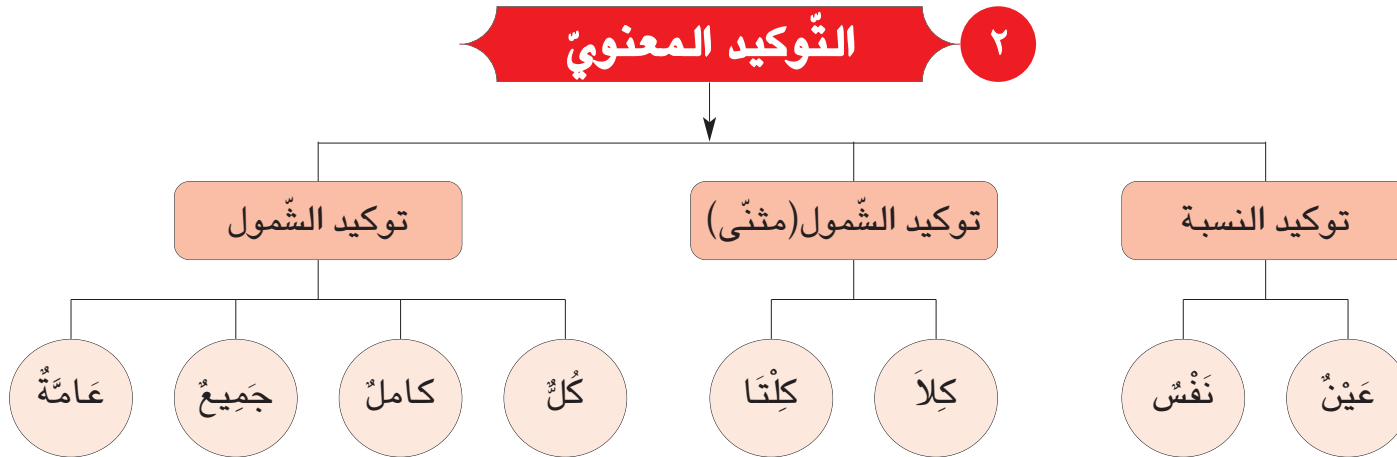 ٢
التّوكيد المعنويّ
توكيد النسبة
توكيد الشّمول(مثنّى)
توكيد الشّمول
عَيْنٌ
نَفْسٌ
كِلاَ
كِلْتَا
كُلٌّ
كاملٌ
جَمِيعٌ
عَامَّةٌ